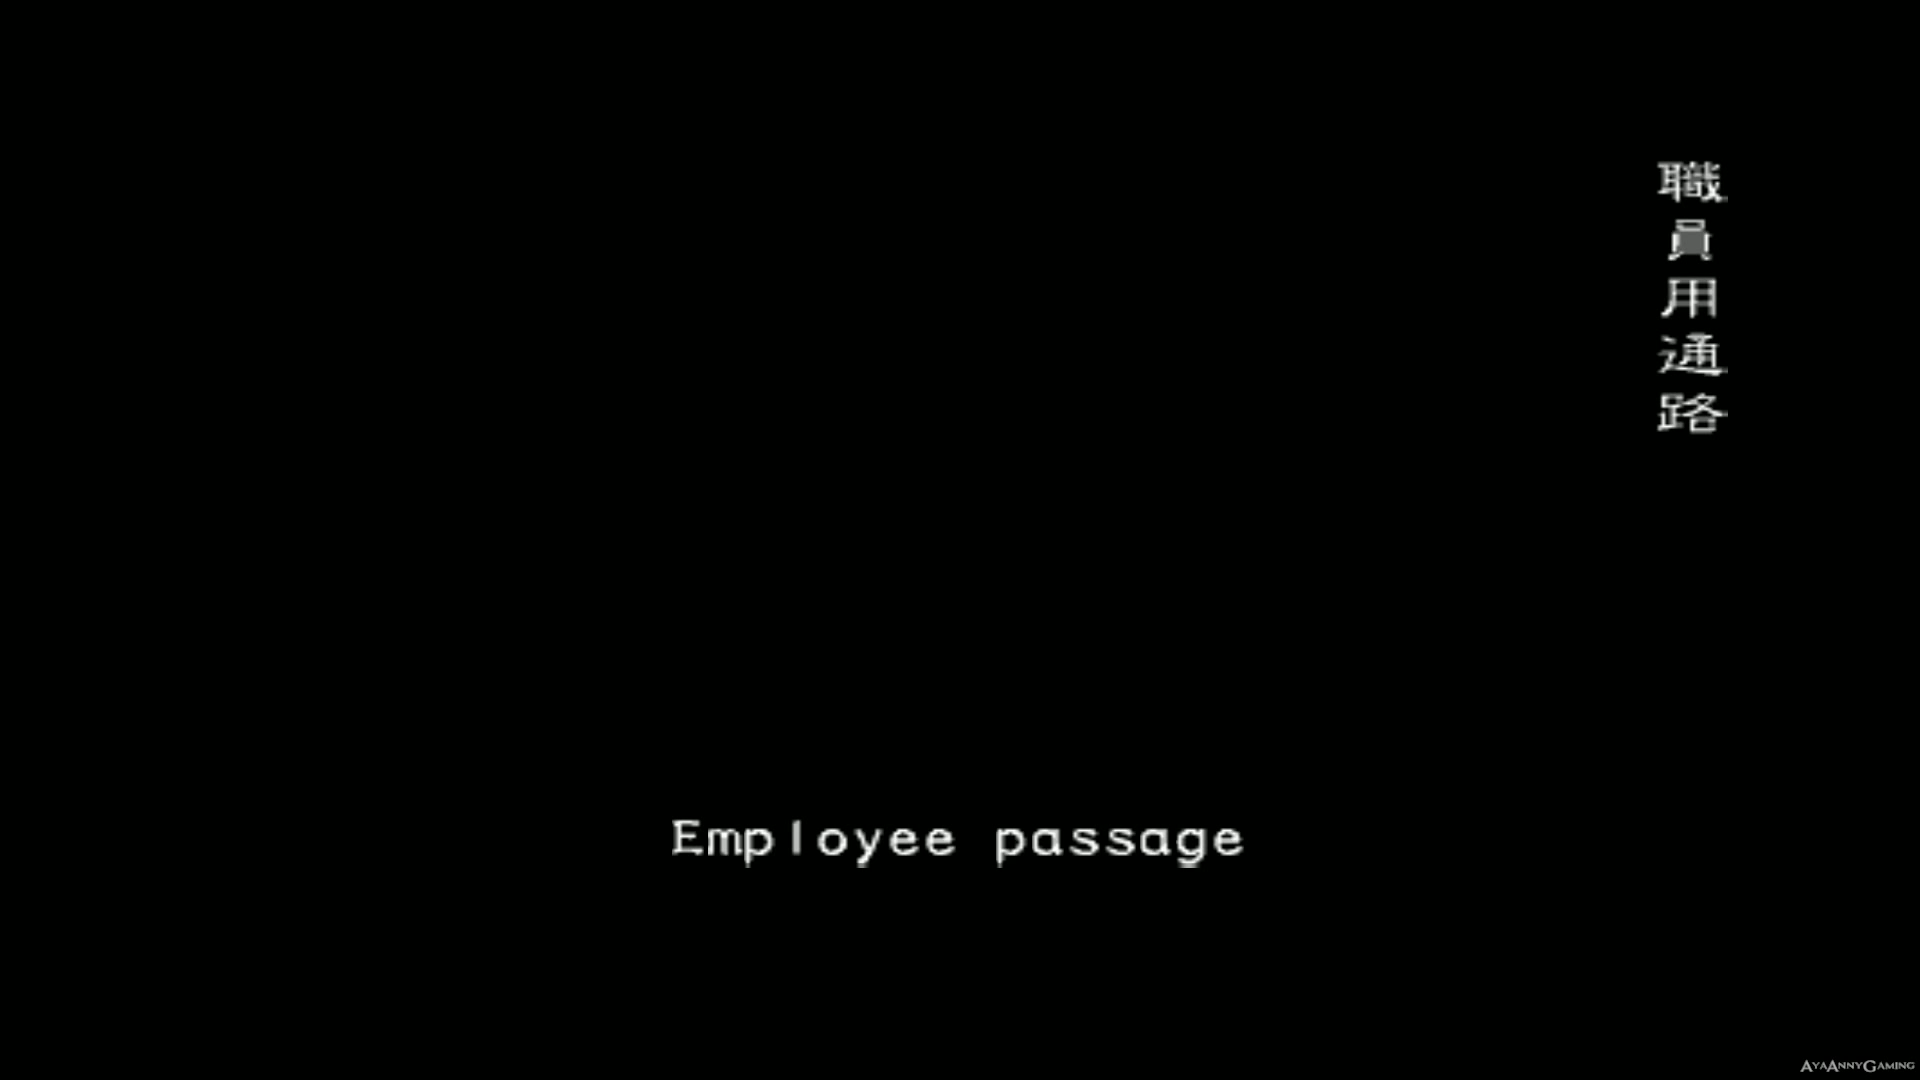 職員用通路
Employee passage
AyaAnnyGaming